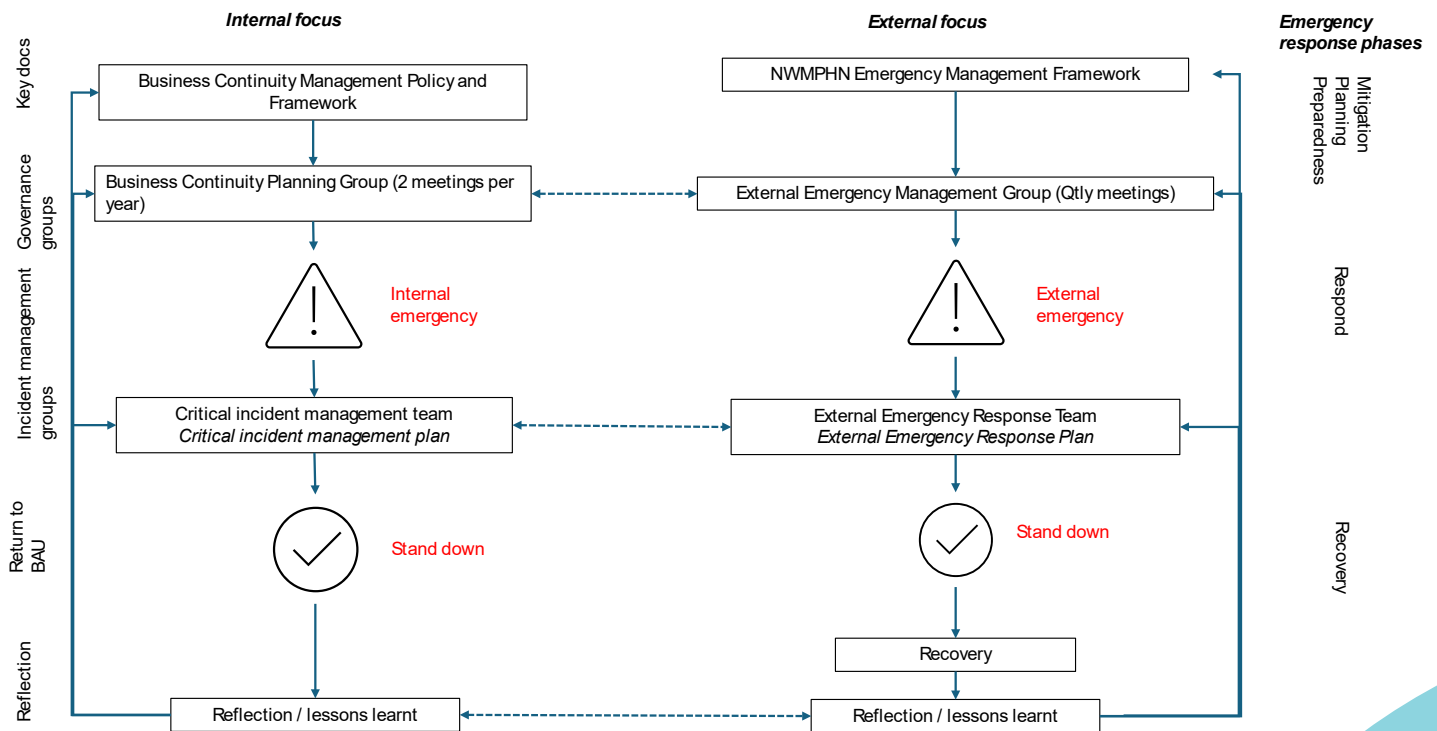 Internal focus
External focus
Emergency
response phases
Key docs
Business Continuity Management Policy and
Framework
NWMPHN Emergency Management Framework
Mitigation
Planning
Preparedness
Governance
groups
Business Continuity Planning Group (2 meetings per
year)
External Emergency Management Group (Qtly meetings)
Incident management
groups
Internal
emergency
External
emergency
Respond
Critical incident management team
Critical incident management plan
External Emergency Response Team
External Emergency Response Plan
Return to
BAU
Stand down
Stand down
Recovery
Reflection
Recovery
Reflection / lessons learnt
Reflection / lessons learnt